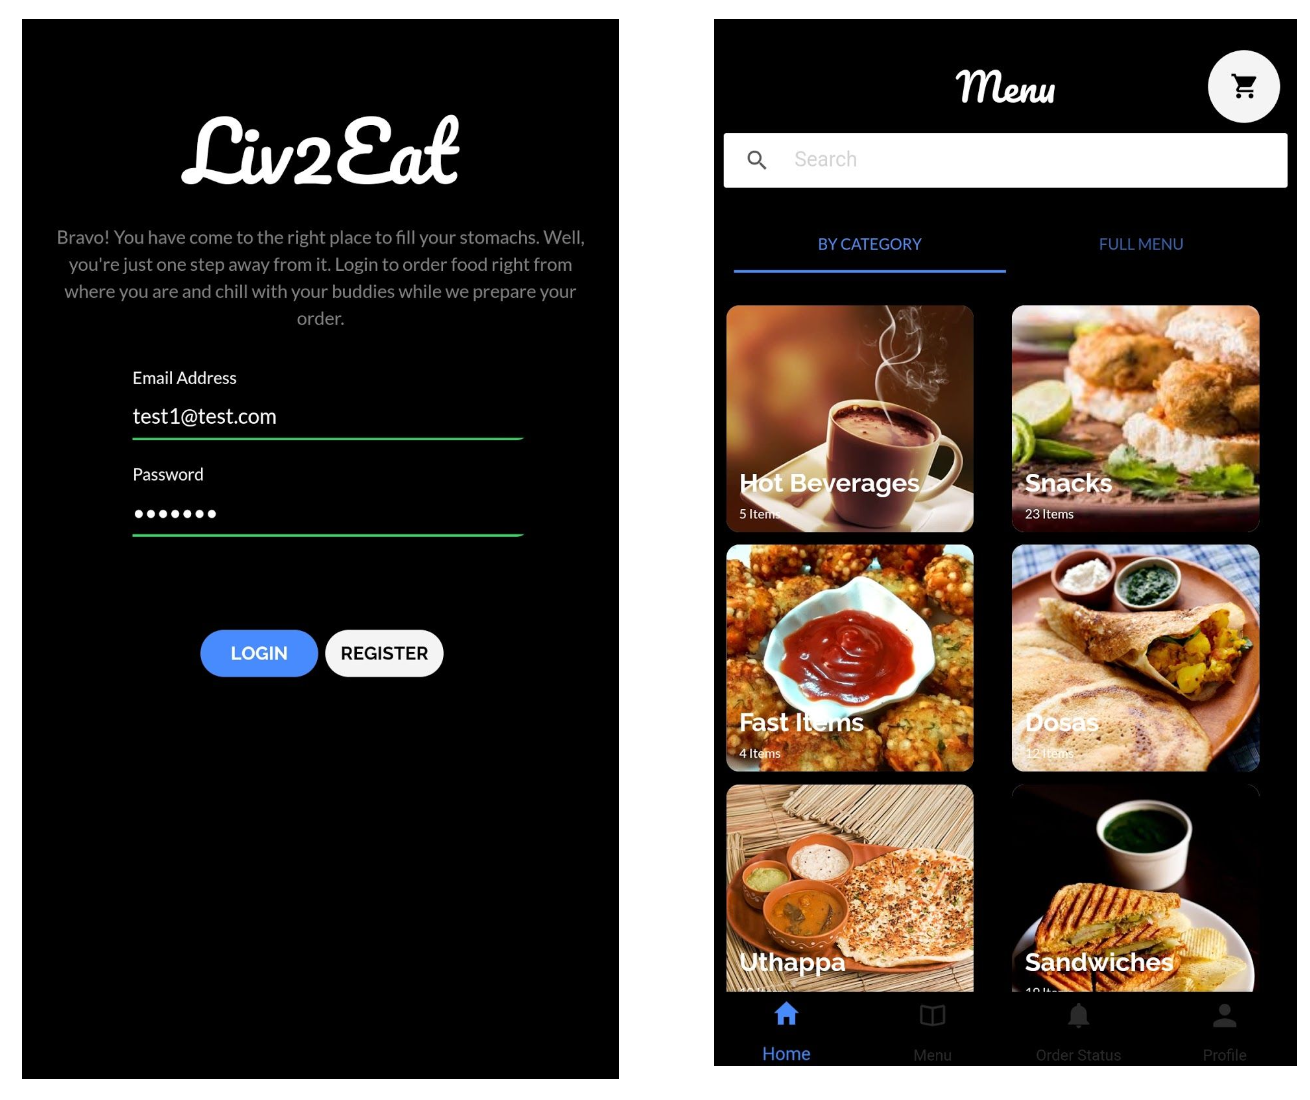 Liv2Eat
Bravo! You have come to the right place to fill your stomachs. Well,
you're just one step away from it. Login to order food right from
where you are and chill with your buddies while we prepare your
order.
Email Address
test1@test.com
Password
LOGIN REGISTER
Menu
Search
BY CATEGORY FULL MENU
Hot Beverages
5 Items
Snacks
23 Items
Fast Items
4 Items
Dosas
12 Items
Uthappa
Sandwiches
Home Menu Order Status Profile